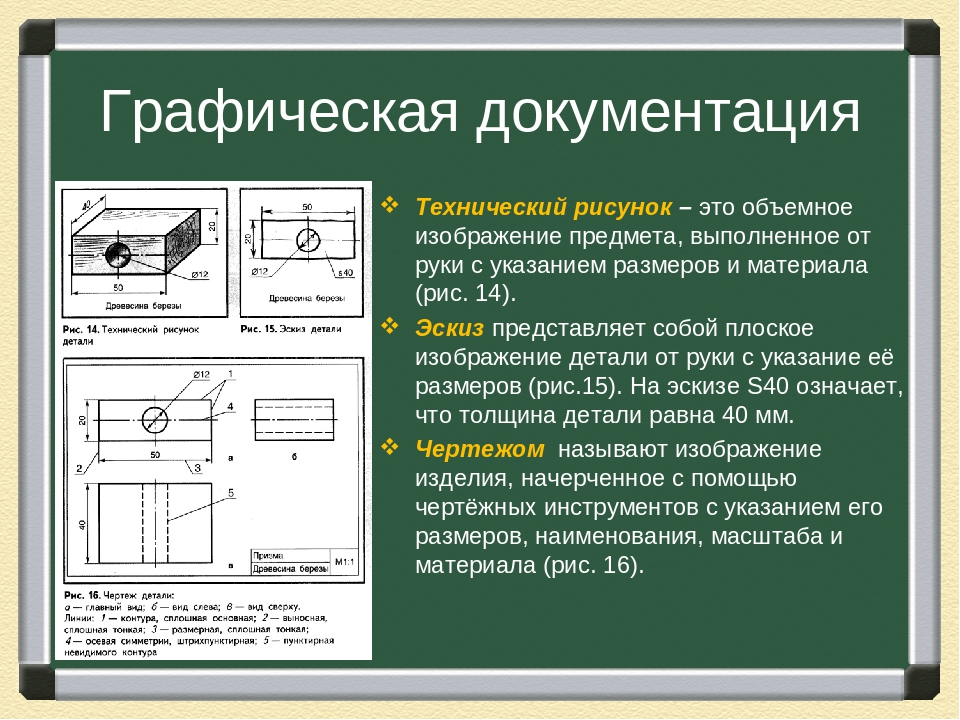 Графическая документация
40
20
Ø12
50
Древесина березы
Рис. 14. Технический рисунок
детали
50
20
Ø12
s 40
Древесина березы
Рис. 15. Эскиз детали
Ø12
1
20
4
50
2
3
а
б
40
5
в
Призма
Древесина березы
М1:1
Рис. 16. Чертеж детали:
а — главный вид; б — вид слева; в — вид сверху.
Линии: 1 — контура, сплошная основная; 2 — выносная,
сплошная тонкая; 3 — размерная, сплошная тонкая;
4 — осевая симметрии, штрихпунктирная; 5 — пунктирная
невидимого контура
Технический рисунок – это объемное
изображение предмета, выполненное от
руки с указанием размеров и материала
(рис. 14).
Эскиз представляет собой плоское
изображение детали от руки с указание её
размеров (рис.15). На эскизе S40 означает,
что толщина детали равна 40 мм.
Чертежом называют изображение
изделия, начерченное с помощью
чертёжных инструментов с указанием его
размеров, наименования, масштаба и
материала (рис. 16).